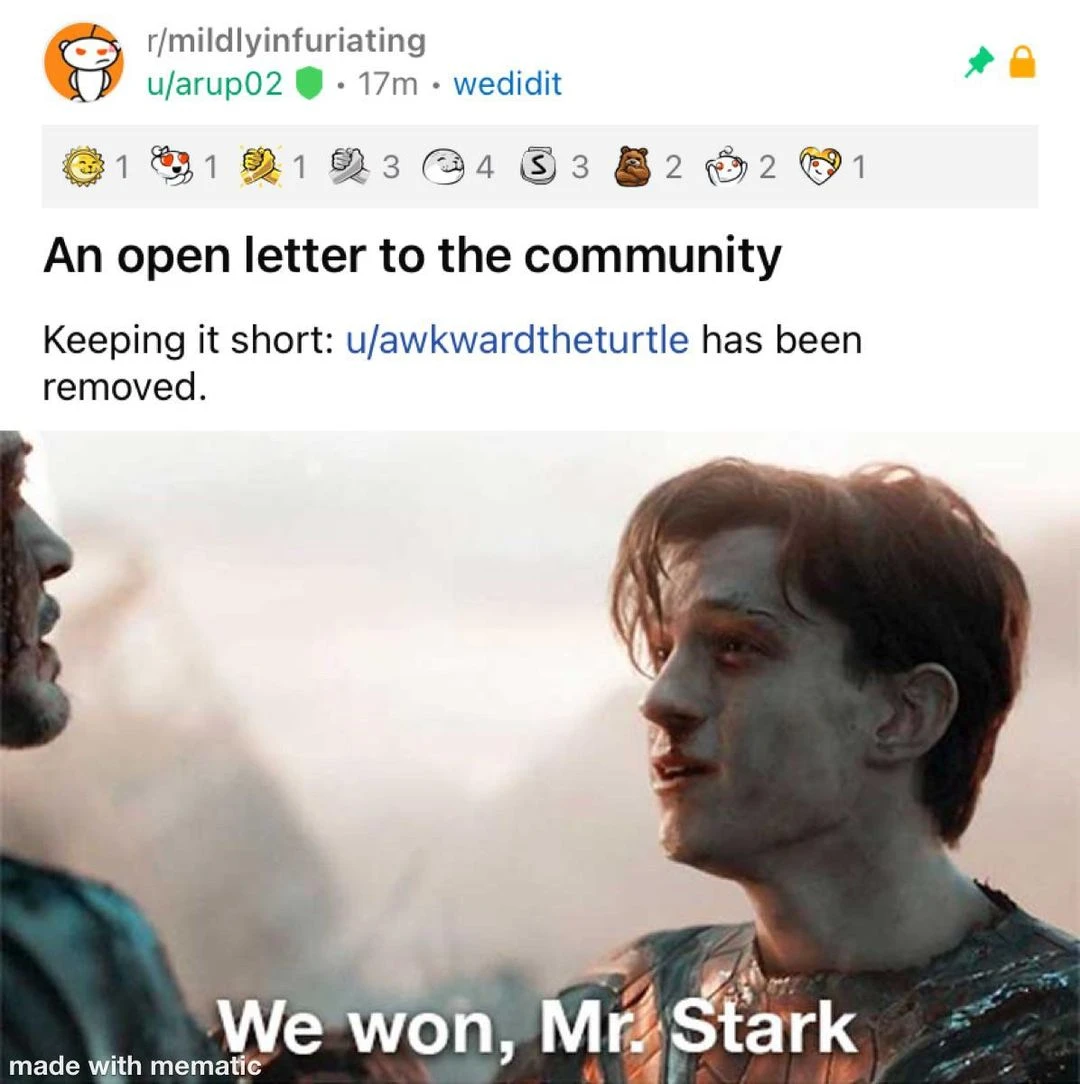 r/mildlyinfuriating
u/arup02 • 17m • wedidit
1 1 1 3 4 S 3 2 2 1
An open letter to the community
Keeping it short: u/awkwardtheturtle has been
removed.
We won, Mr. Stark
made with mematic